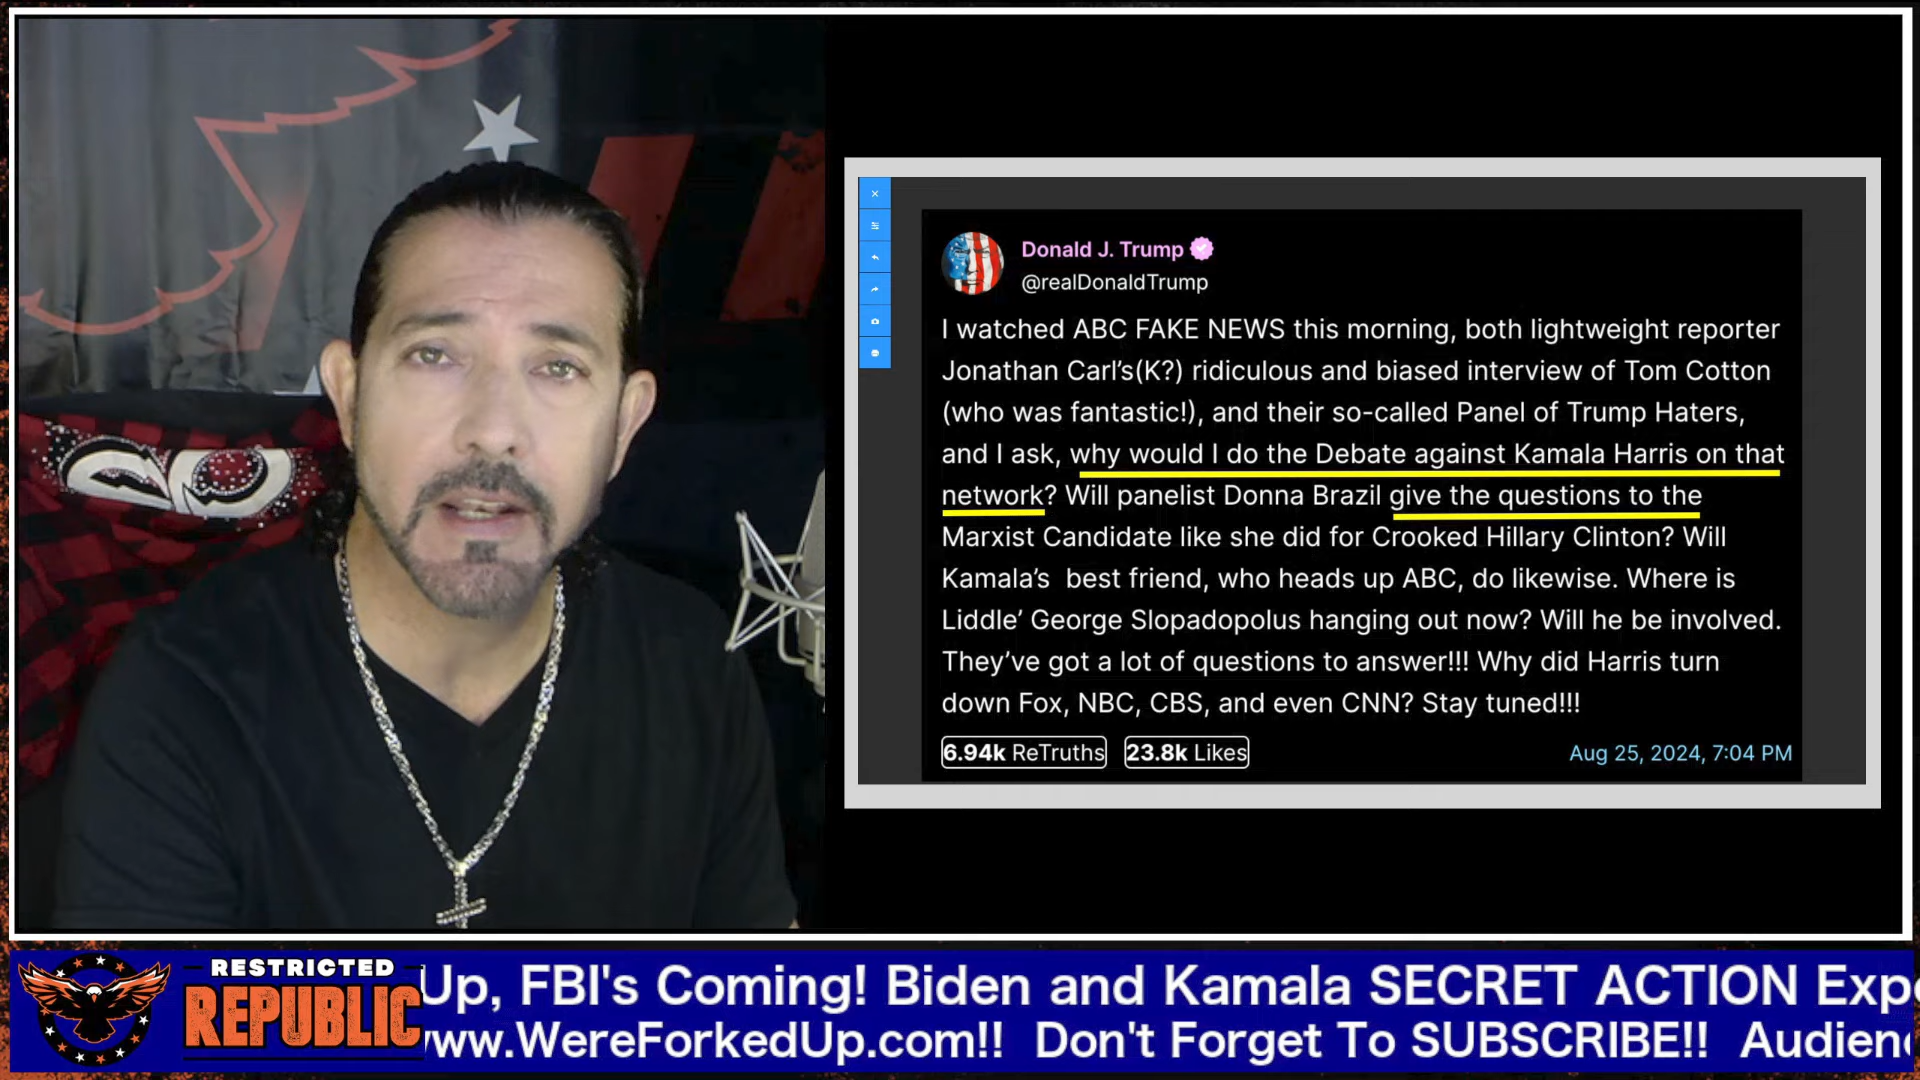 Donald J. Trump
@realDonaldTrump
I watched ABC FAKE NEWS this morning, both lightweight reporter
Jonathan Carl’s(K?) ridiculous and biased interview of Tom Cotton
(who was fantastic!), and their so-called Panel of Trump Haters,
and I ask, why would I do the Debate against Kamala Harris on that
network? Will panelist Donna Brazil give the questions to the
Marxist Candidate like she did for Crooked Hillary Clinton? Will
Kamala’s best friend, who heads up ABC, do likewise. Where is
Liddle’ George Slopadopolus hanging out now? Will he be involved.
They’ve got a lot of questions to answer!!! Why did Harris turn
down Fox, NBC, CBS, and even CNN? Stay tuned!!!
6.94k ReTruths 23.8k Likes Aug 25, 2024, 7:04 PM
RESTRICTED
REPUBLIC
Up, FBI's Coming! Biden and Kamala SECRET ACTION Exp
www.WereForkedUp.com!! Don't Forget To SUBSCRIBE!! Audien